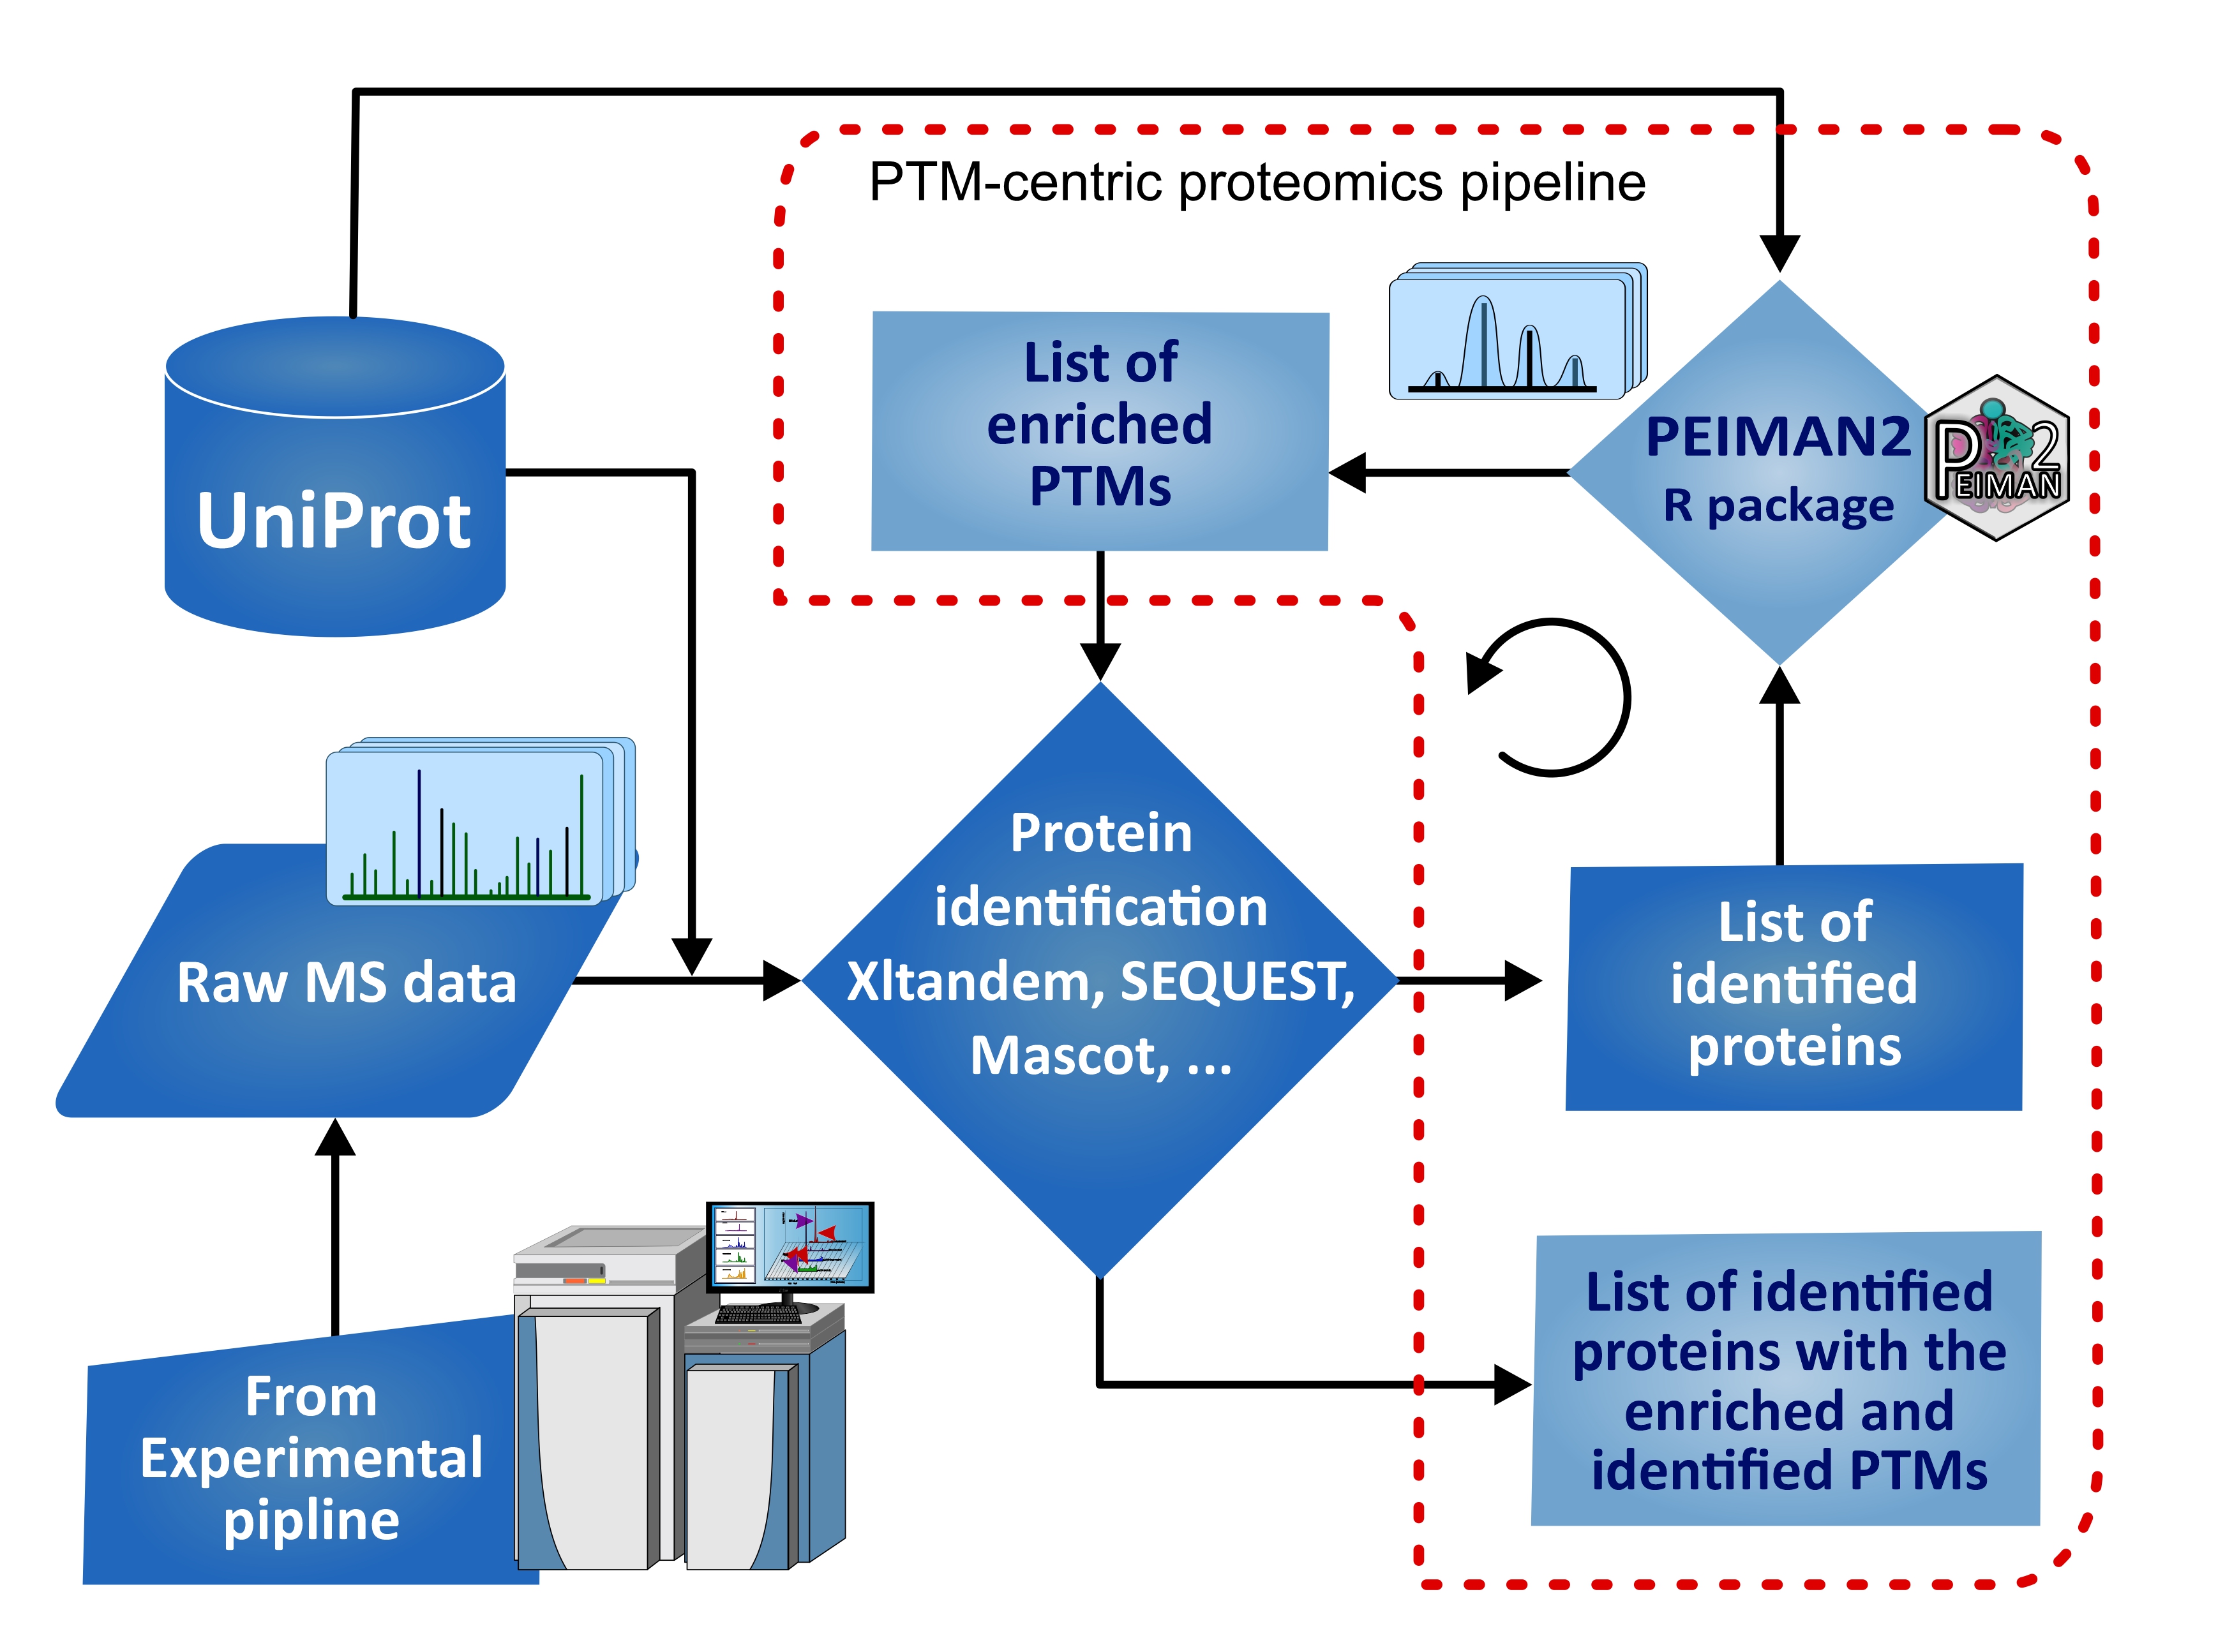 PTM-centric proteomics pipeline
List of
enriched
PTMs
PEIMAN2
R package
PEIMAN 2
UniProt
Raw MS data
Protein
identification
Xltandem, SEQUEST,
Mascot, ...
List of
identified
proteins
From
Experimental
pipline
List of identified
proteins with the
enriched and
identified PTMs